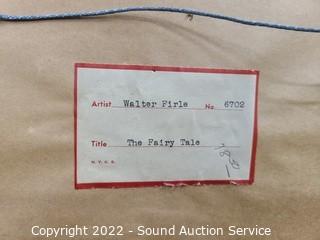 Artist Walter Firle No. 6702
Title The Fairy Tale
N.Y.G.S.
Copyright 2022 - Sound Auction Service